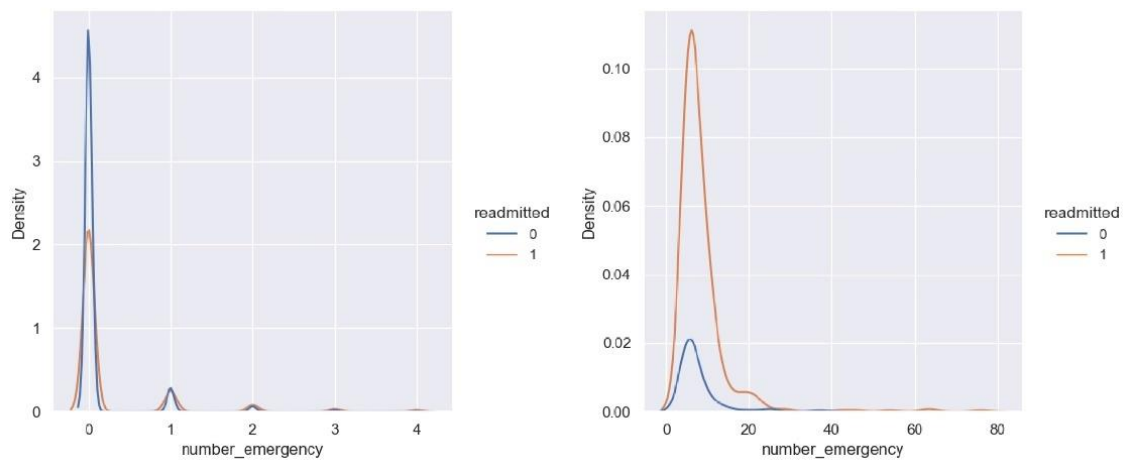 4
3
2
1
0
Density
0 1 2 3 4
number_emergency
readmitted
0
1
0.10
0.08
0.06
0.04
0.02
0.00
Density
0 20 40 60 80
number_emergency
readmitted
0
1